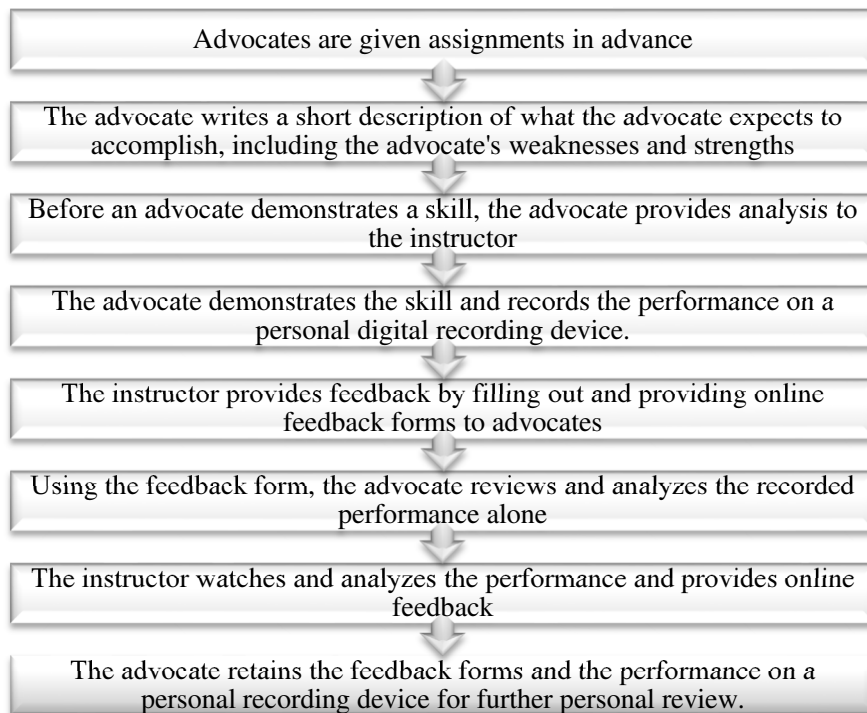 Advocates are given assignments in advance
The advocate writes a short description of what the advocate expects to
accomplish, including the advocate's weaknesses and strengths
Before an advocate demonstrates a skill, the advocate provides analysis to
the instructor
The advocate demonstrates the skill and records the performance on a
personal digital recording device.
The instructor provides feedback by filling out and providing online
feedback forms to advocates
Using the feedback form, the advocate reviews and analyzes the recorded
performance alone
The instructor watches and analyzes the performance and provides online
feedback
The advocate retains the feedback forms and the performance on a
personal recording device for further personal review.